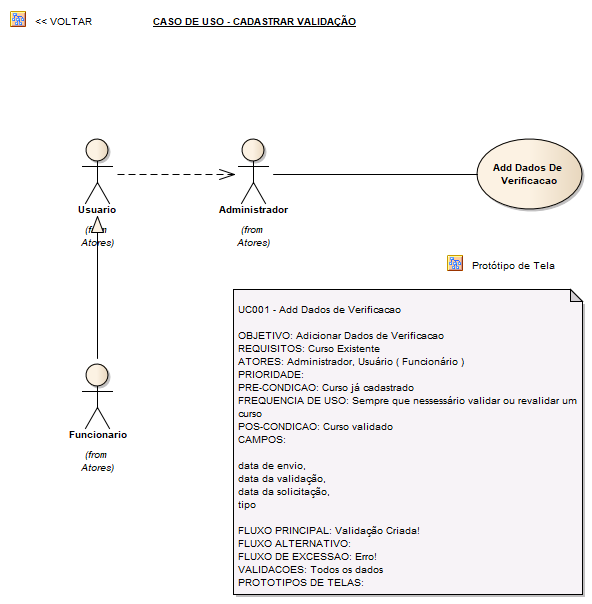 << VOLTAR
CASO DE USO - CADASTRAR VALIDAÇÃO
Usuario
(from
Atores)
Administrador
(from
Atores)
Add Dados De
Verificacao
Protótipo de Tela
Funcionario
(from
Atores)
UC001 - Add Dados de Verificacao
OBJETIVO: Adicionar Dados de Verificacao
REQUISITOS: Curso Existente
ATORES: Administrador, Usuário ( Funcionário )
PRIORIDADE:
PRE-CONDICAO: Curso já cadastrado
FREQUENCIA DE USO: Sempre que nessessário validar ou revalidar um
curso
POS-CONDICAO: Curso validado
CAMPOS:
data de envio,
data da validação,
data da solicitação,
tipo
FLUXO PRINCIPAL: Validação Criada!
FLUXO ALTERNATIVO:
FLUXO DE EXCESSAO: Erro!
VALIDACOES: Todos os dados
PROTOTIPOS DE TELAS: